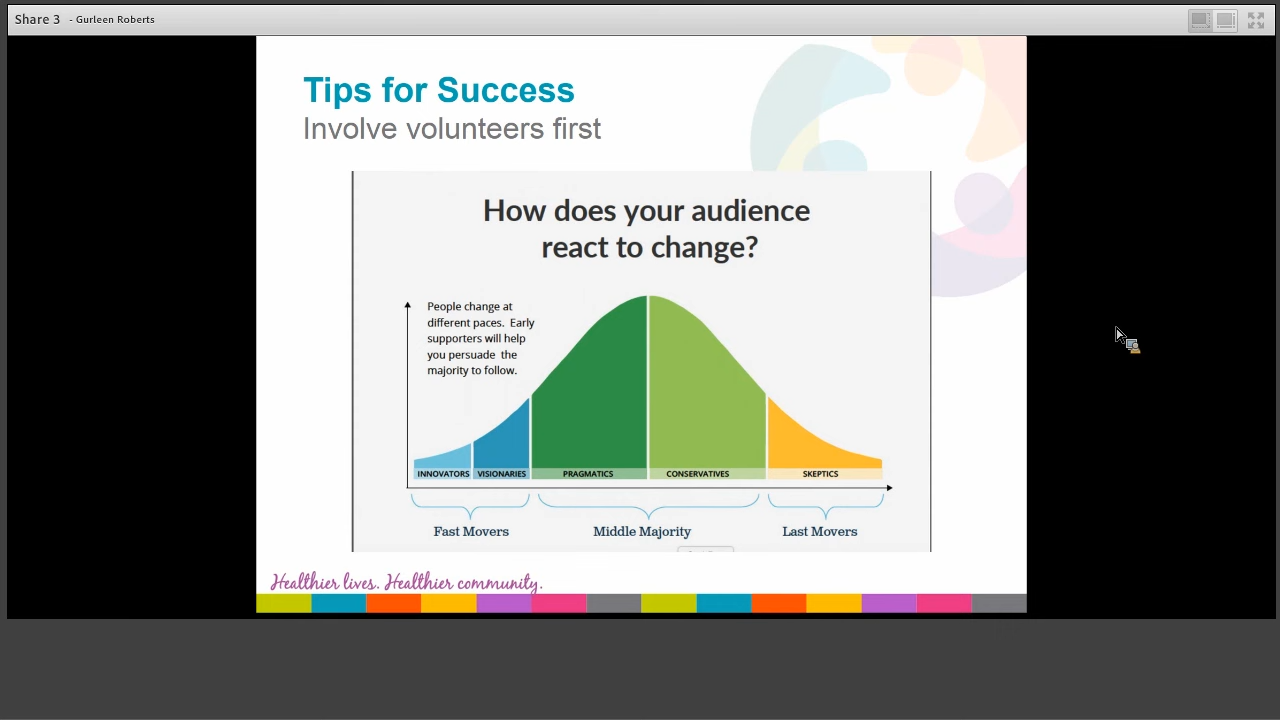 Share 3 - Gurleen Roberts
Tips for Success
Involve volunteers first
How does your audience
react to change?
People change at
different paces. Early
supporters will help
you persuade the
majority to follow.
INNOVATORS VISIONARIES PRAGMATICS CONSERVATIVES SKEPTICS
Fast Movers Middle Majority Last Movers
Healthier lives. Healthier community.